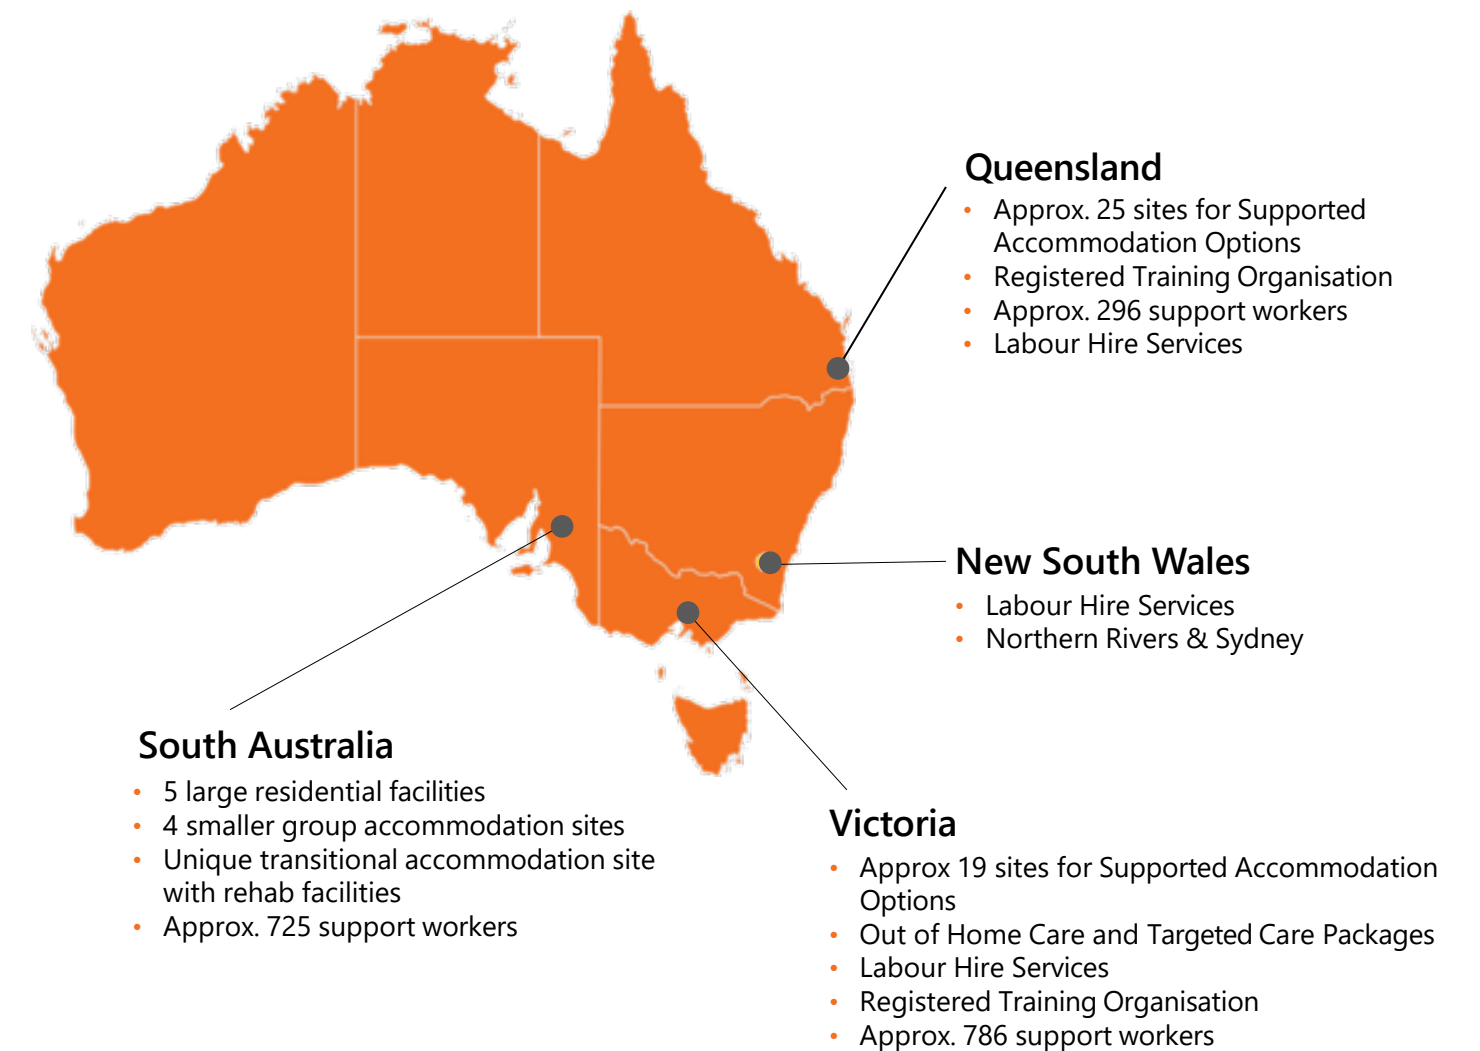 Queensland
• Approx. 25 sites for Supported
Accommodation Options
• Registered Training Organisation
• Approx. 296 support workers
• Labour Hire Services
New South Wales
• Labour Hire Services
• Northern Rivers & Sydney
South Australia
• 5 large residential facilities
• 4 smaller group accommodation sites
• Unique transitional accommodation site
with rehab facilities
• Approx. 725 support workers
Victoria
• Approx 19 sites for Supported Accommodation
Options
• Out of Home Care and Targeted Care Packages
• Labour Hire Services
• Registered Training Organisation
• Approx. 786 support workers